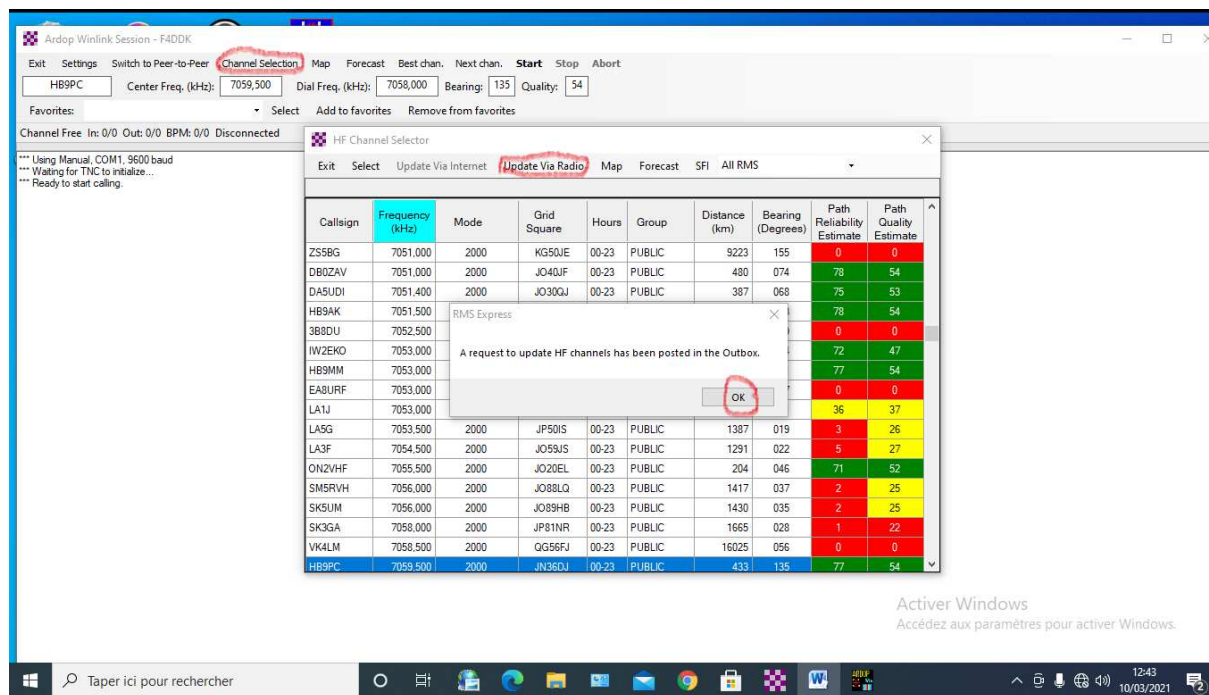 Ardop Winlink Session - F4DDK
Exit Settings Switch to Peer-to-Peer Channel Selection Map Forecast Best chan. Next chan. Start Stop Abort
HB9PC Center Freq. (kHz): 7059,500 Dial Freq. (kHz): 7058,000 Bearing: 135 Quality: 54
Favorites: Select Add to favorites Remove from favorites
Channel Free In: 0/0 Out: 0/0 BPM: 0/0 Disconnected
*** Using Manual, COM1, 9600 baud
*** Waiting for TNC to initialize...
*** Ready to start calling.
HF Channel Selector
Exit Select Update Via Internet Update Via Radio Map Forecast SFI All RMS
Callsign Frequency (kHz) Mode Grid Square Hours Group Distance (km) Bearing (Degrees) Path Reliability Estimate Path Quality Estimate
ZS5BG 7051,000 2000 KG50JE 00-23 PUBLIC 9223 155 0 0
DB0ZAV 7051,000 2000 JO40JF 00-23 PUBLIC 480 074 78 54
DA5UDI 7051,400 2000 JO30QJ 00-23 PUBLIC 387 068 75 53
HB9AK 7051,500 78 54
3B8DU 7052,500 0 0
IW2EKO 7053,000 72 47
HB9MM 7053,000 77 54
EA8URF 7053,000 0 0
LA1J 7053,000 36 37
RMS Express
A request to update HF channels has been posted in the Outbox.
OK
LA5G 7053,500 2000 JP50IS 00-23 PUBLIC 1387 019 3 26
LA3F 7054,500 2000 JO59JS 00-23 PUBLIC 1291 022 5 27
ON2VHF 7055,500 2000 JO20EL 00-23 PUBLIC 204 046 71 52
SM5RVH 7056,000 2000 JO88LQ 00-23 PUBLIC 1417 037 2 25
SK5UM 7056,000 2000 JO89HB 00-23 PUBLIC 1430 035 2 25
SK3GA 7058,000 2000 JP81NR 00-23 PUBLIC 1665 028 1 22
VK4LM 7058,500 2000 QG56FJ 00-23 PUBLIC 16025 056 0 0
HB9PC 7059,500 2000 JN36DJ 00-23 PUBLIC 433 135 77 54
Activer Windows
Accédez aux paramètres pour activer Windows.
Taper ici pour rechercher
12:43
10/03/2021